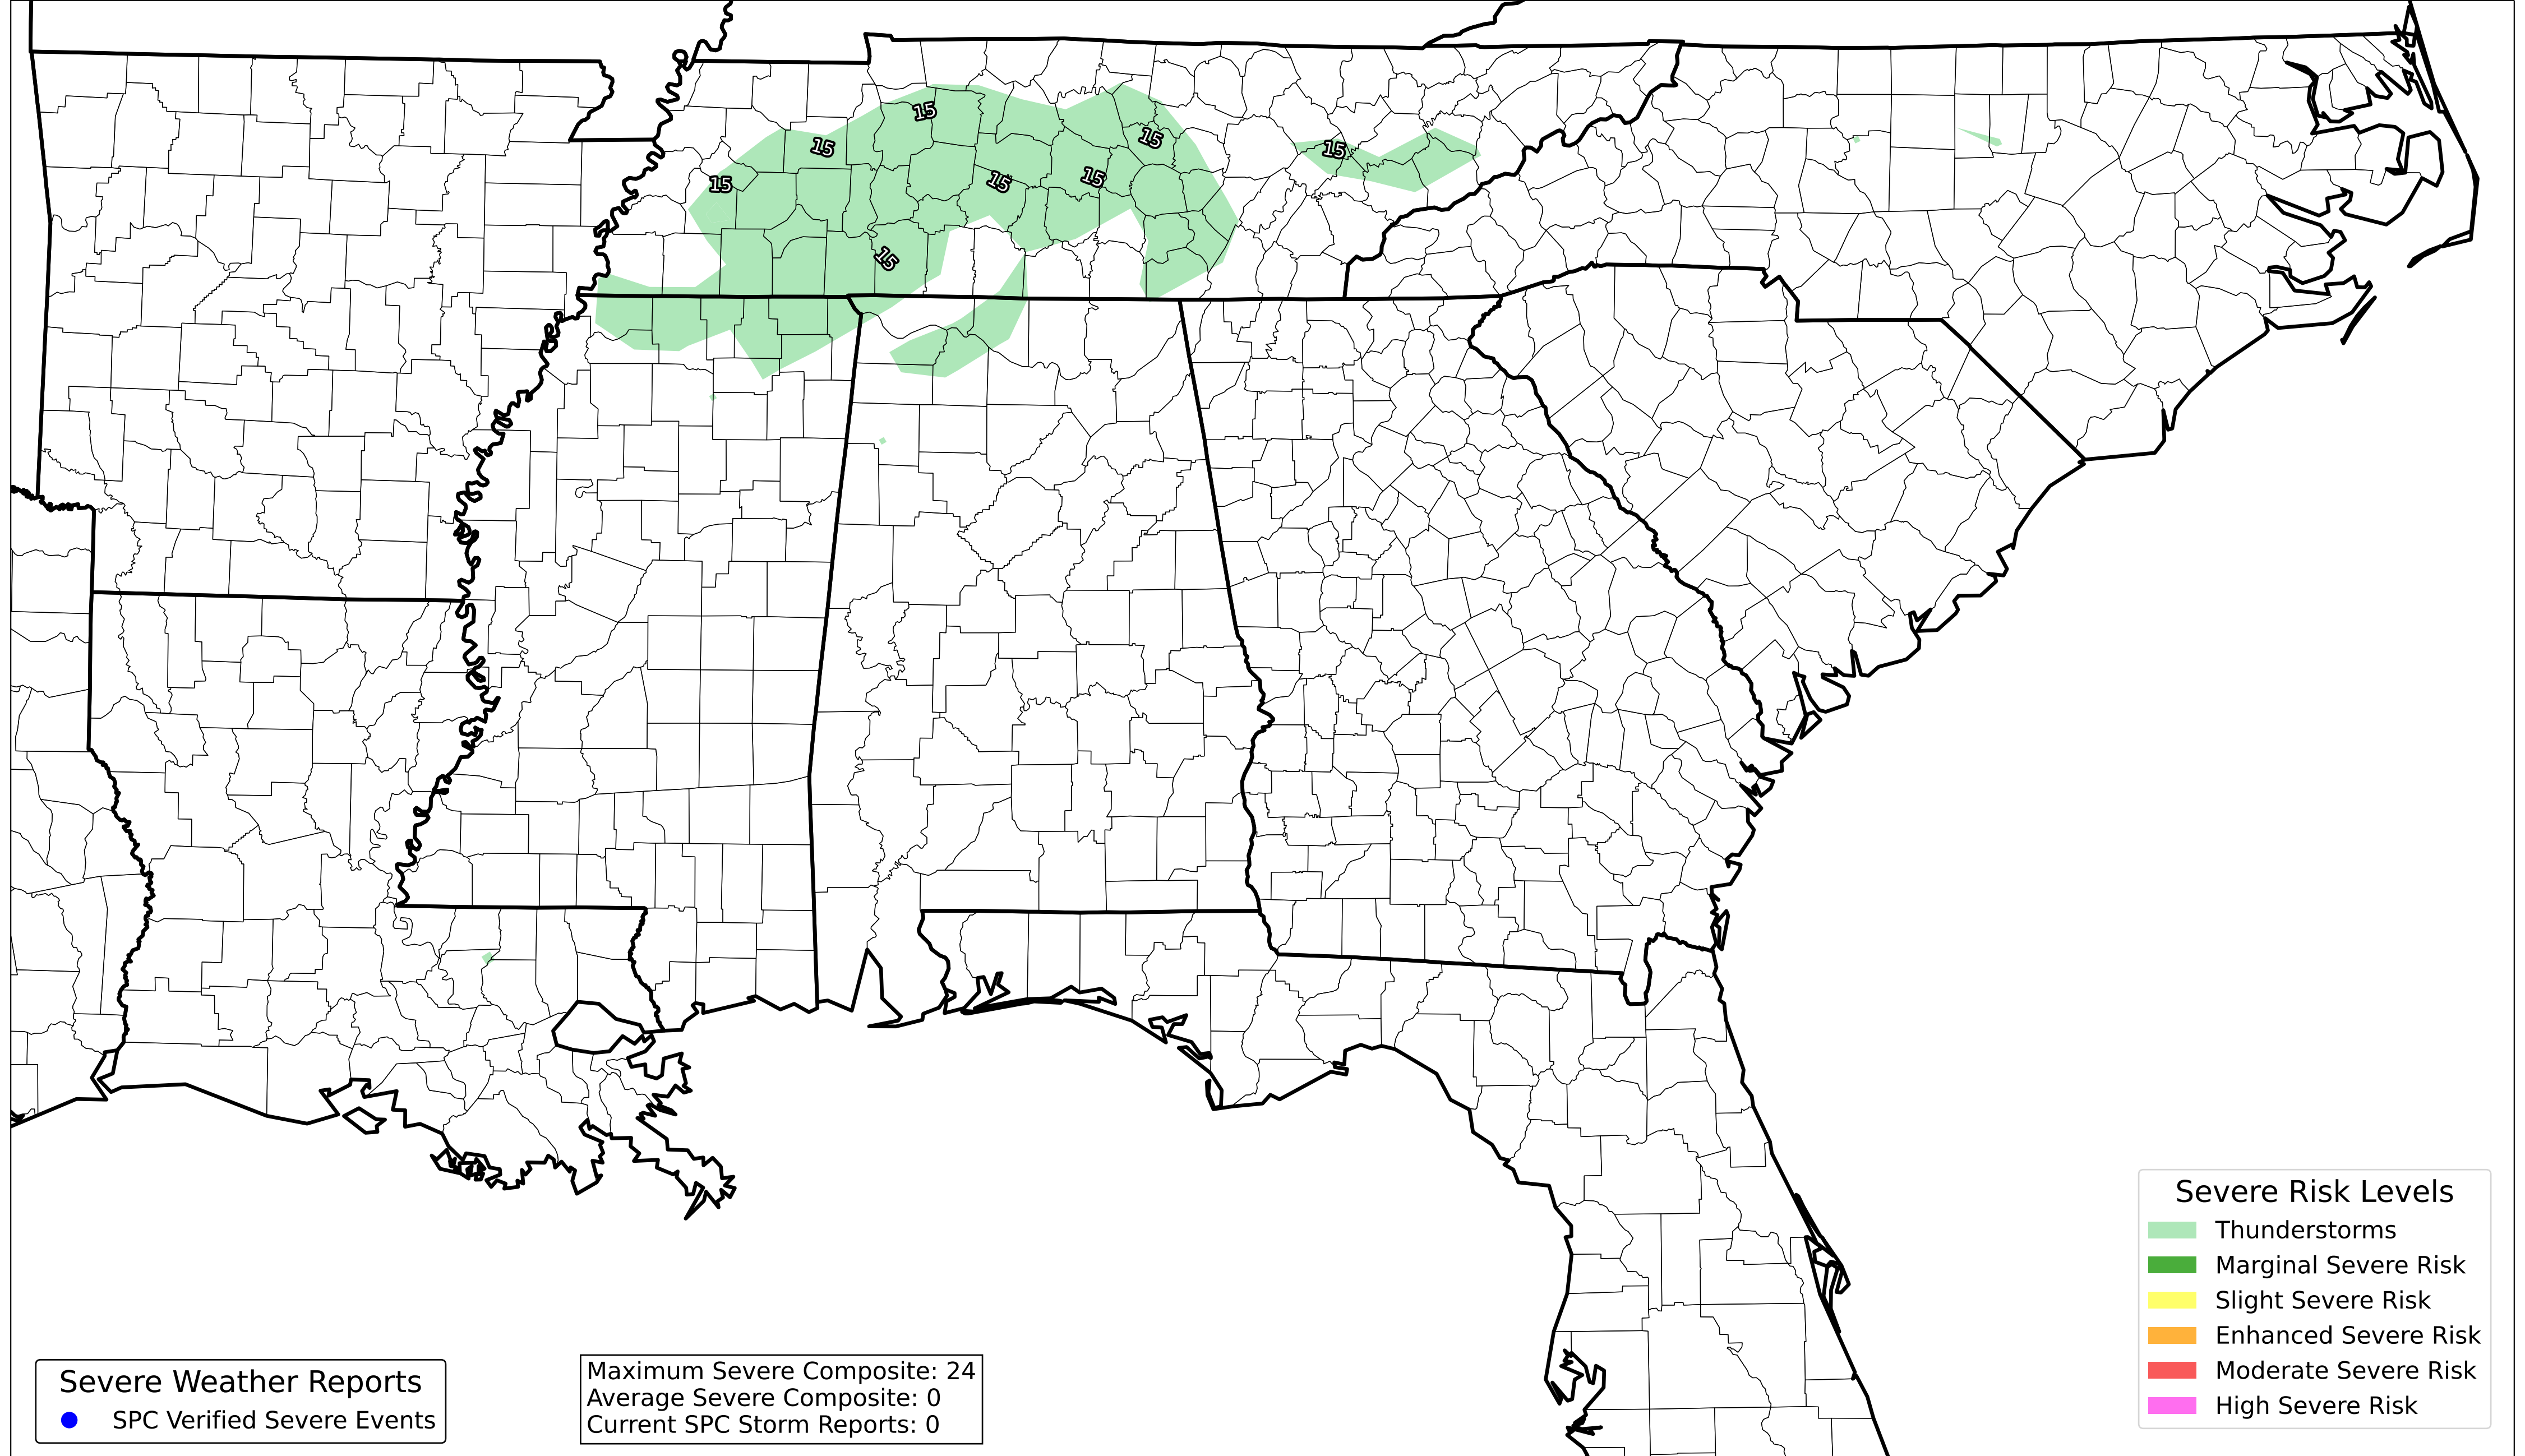 15
15
15
15
15
15
15
15
Severe Weather Reports
SPC Verified Severe Events
Maximum Severe Composite: 24
Average Severe Composite: 0
Current SPC Storm Reports: 0
Severe Risk Levels
Thunderstorms
Marginal Severe Risk
Slight Severe Risk
Enhanced Severe Risk
Moderate Severe Risk
High Severe Risk